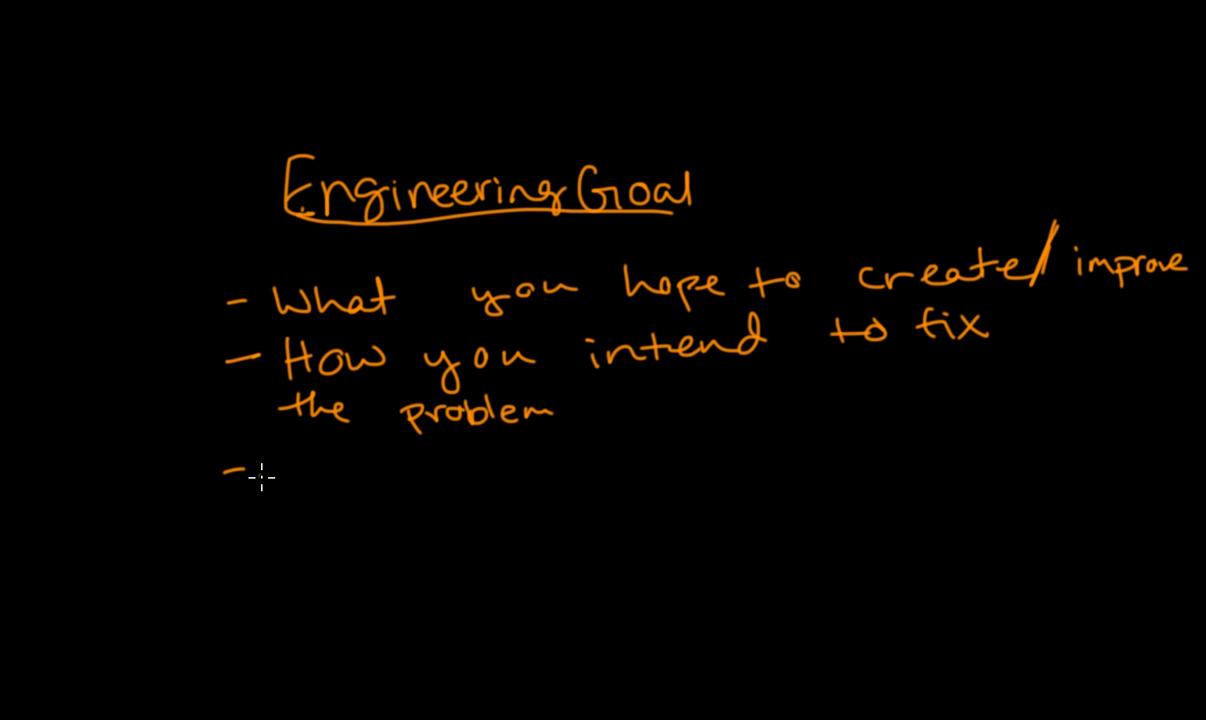 Engineering Goal
- What you hope to create/improve
- How you intend to fix
the problem
-